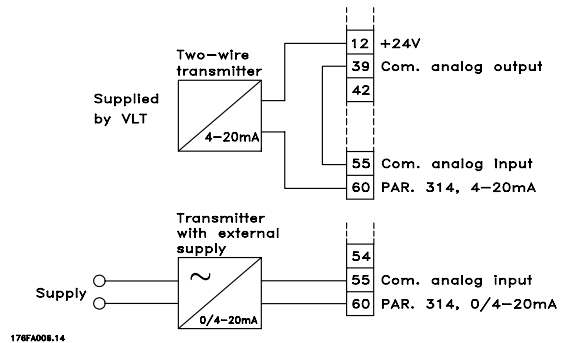 12 +24V
Two-wire
transmitter
39 Com. analog output
42
Supplied
by VLT
4-20mA
55 Com. analog input
60 PAR. 314, 4-20mA
Transmitter
with external
supply
54
~
55 Com. analog input
Supply
60 PAR. 314, 0/4-20mA
0/4-20mA
176FA008.14